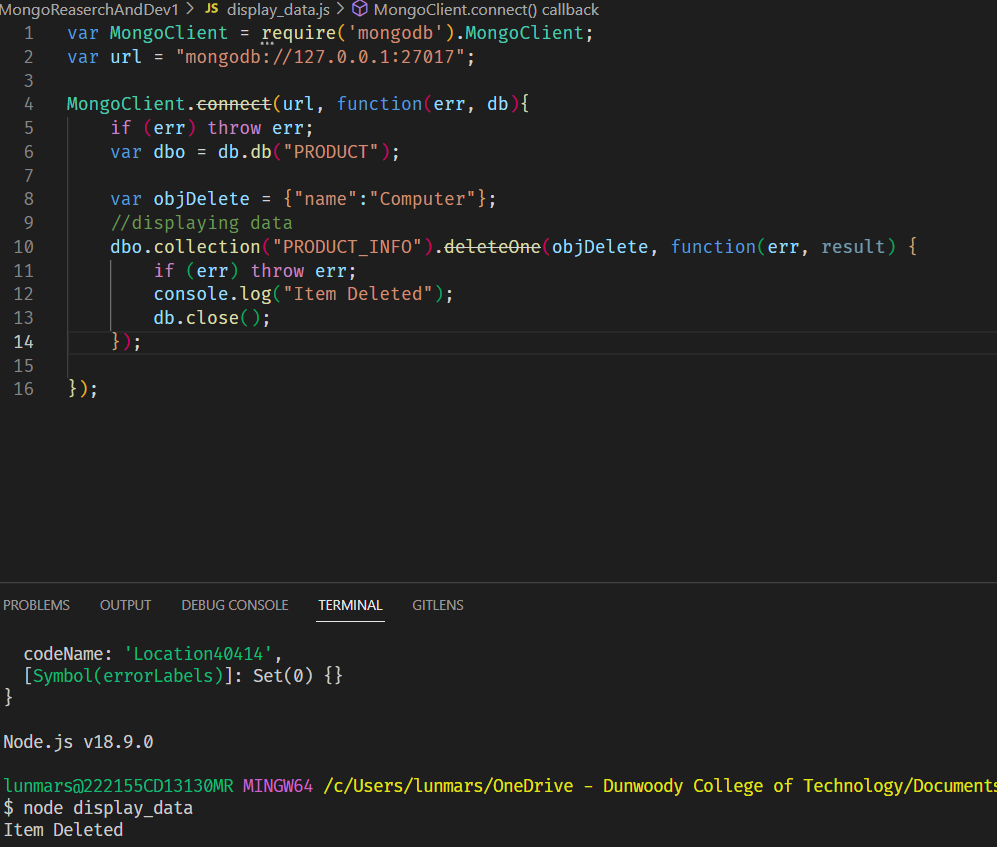 MongoReaserchAndDev1 > JS display_data.js > MongoClient.connect() callback
1 var MongoClient = require('mongodb').MongoClient;
2 var url = "mongodb://127.0.0.1:27017";
3
4 MongoClient.connect(url, function(err, db){
5 if (err) throw err;
6 var dbo = db.db("PRODUCT");
7
8 var objDelete = {"name":"Computer"};
9 //displaying data
10 dbo.collection("PRODUCT_INFO").deleteOne(objDelete, function(err, result) {
11 if (err) throw err;
12 console.log("Item Deleted");
13 db.close();
14 });
15
16 });
PROBLEMS OUTPUT DEBUG CONSOLE TERMINAL GITLENS
codeName: 'Location40414',
[Symbol(errorLabels)]: Set(0) {}
}
Node.js v18.9.0
lunmars@222155CD13130MR MINGW64 /c/Users/lunmars/OneDrive - Dunwoody College of Technology/Documents
$ node display_data
Item Deleted